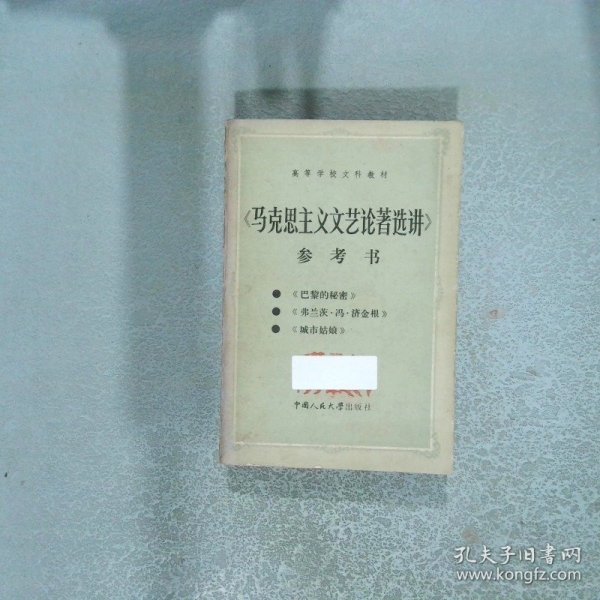 高等学校文科教材
《马克思主义文艺论著选讲》
参考书
● 《巴黎的秘密》
● 《弗兰茨·冯·济金根》
● 《城市姑娘》
中国人民大学出版社
孔夫子旧书网
www.kongfz.com